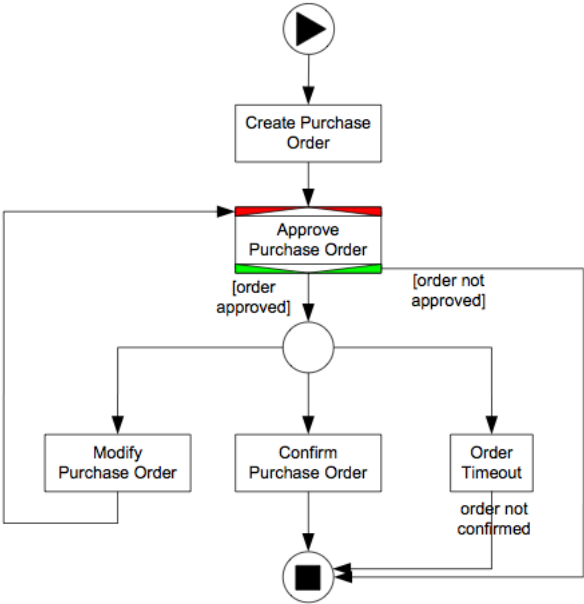 Create Purchase
Order
Approve
Purchase Order
[order
approved]
[order not
approved]
Modify
Purchase Order
Confirm
Purchase Order
Order
Timeout
order not
confirmed